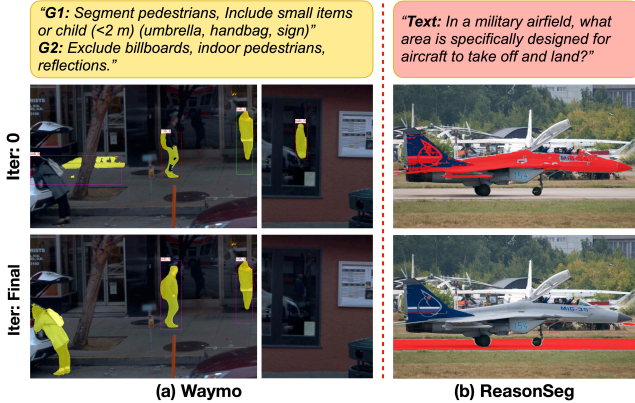 “G1: Segment pedestrians, Include small items
or child (<2 m) (umbrella, handbag, sign)”
G2: Exclude billboards, indoor pedestrians,
reflections.”
“Text: In a military airfield, what
area is specifically designed for
aircraft to take off and land?”
Iter: 0
Iter: Final
MIG-35
(a) Waymo
(b) ReasonSeg